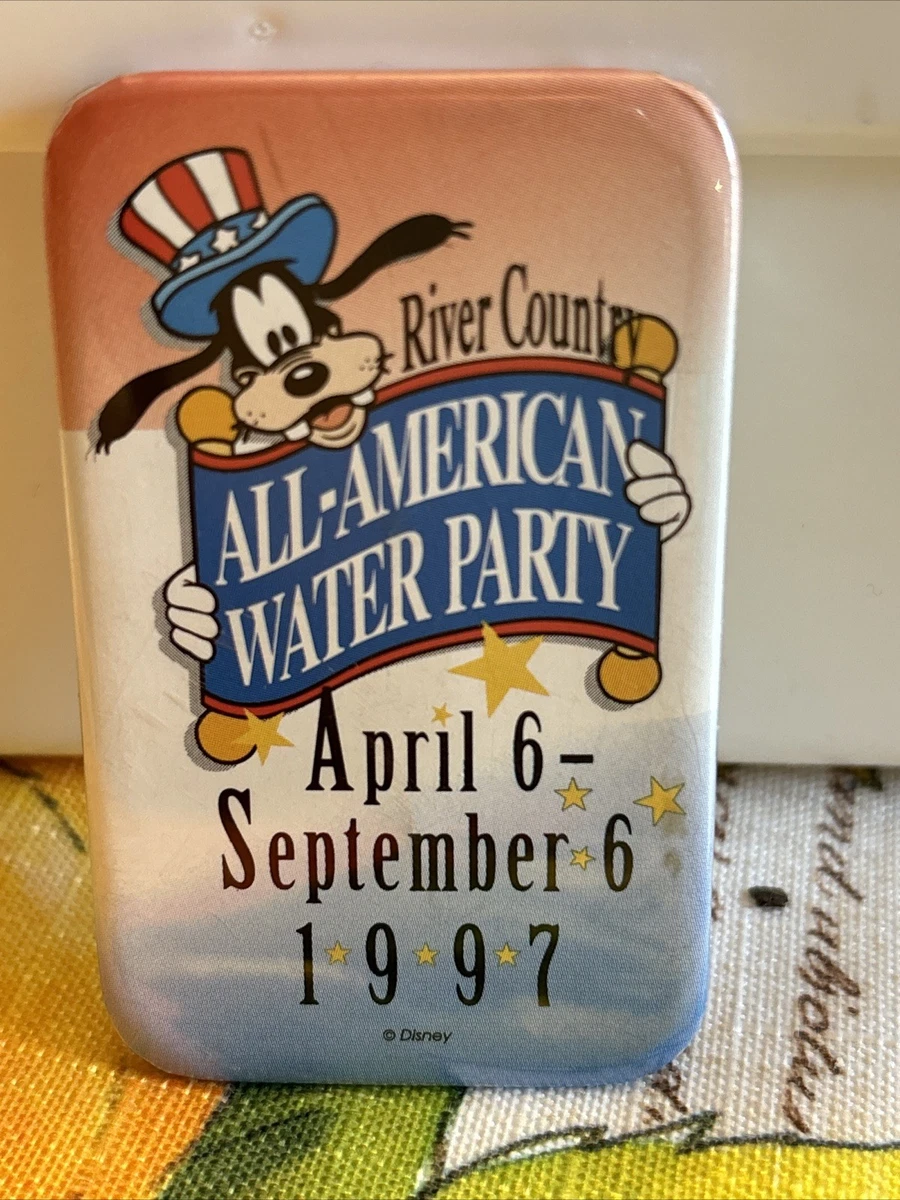 River Country
ALL-AMERICAN
WATER PARTY
April 6-
September 6
1997
© Disney